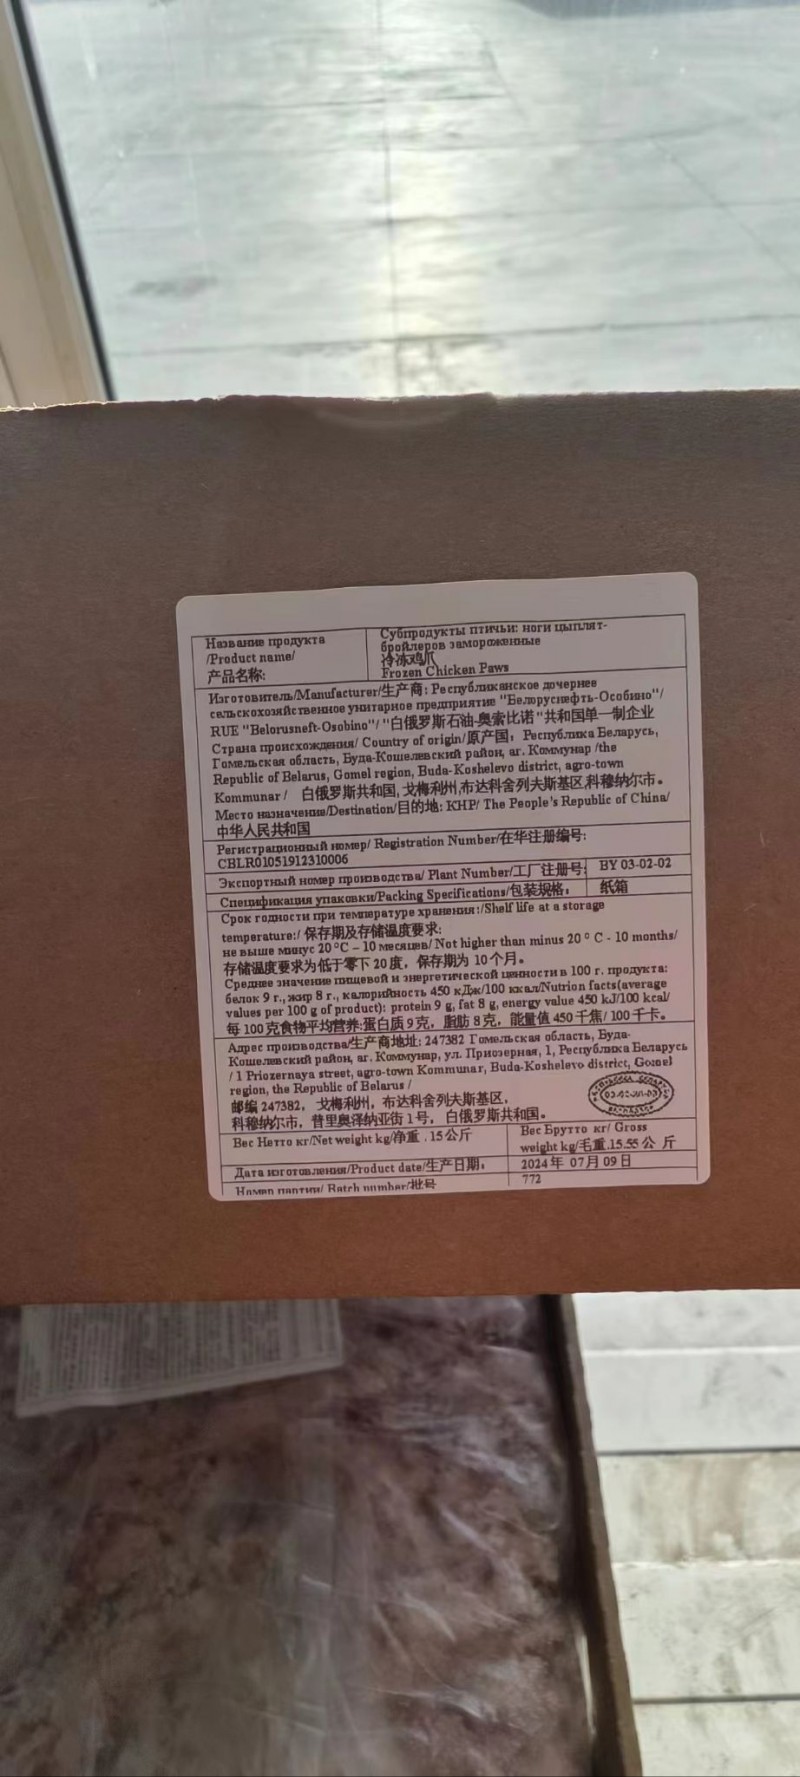 Название продукта
/Product name/
产品名称:
Субпродукты птичьи: ноги цыплят-
бройлеров замороженные
冷冻鸡爪
Frozen Chicken Paws
Изготовитель/Manufacturer/生产商: Республиканское дочернее
сельскохозяйственное унитарное предприятие "Белоруснефть-Особино"/
RUE "Belorusneft-Osobino"/ "白俄罗斯石油-奥索比诺"共和国单一制企业
Страна происхождения/ Country of origin/原产国: Республика Беларусь,
Гомельская область, Буда-Кошелевский район, аг. Коммунар /the
Republic of Belarus, Gomel region, Buda-Koshelevo district, agro-town
Kommunar / 白俄罗斯共和国, 戈梅利州,布达科舍列夫斯基区,科穆纳尔市。
Место назначение/Destination/目的地: КНР/ The People's Republic of China/
中华人民共和国
Регистрационный номер/ Registration Number/在华注册编号:
CBLR01051912310006
Экспортный номер производства/ Plant Number/工厂注册号: BY 03-02-02
Спецификация упаковки/Packing Specifications/包装规格: 纸箱
Срок годности при температуре хранения:/Shelf life at a storage
temperature:/ 保存期及存储温度要求:
не выше минус 20 °C – 10 месяцев/ Not higher than minus 20 ° C - 10 months/
存储温度要求为低于零下 20度，保存期为 10个月。
Среднее значение пищевой и энергетической ценности в 100 г. продукта:
белок 9 г., жир 8 г., калорийность 450 кДж/100 ккал/Nutrion facts(average
values per 100 g of product): protein 9 g, fat 8 g, energy value 450 kJ/100 kcal/
每 100克食物平均营养:蛋白质 9克，脂肪 8克，能量值 450 千焦/ 100 千卡。
Адрес производства/生产商地址: 247382 Гомельская область, Буда-
Кошелевский район, аг. Коммунар, ул. Приозерная, 1, Республика Беларусь
/ 1 Priozernaya street, agro-town Kommunar, Buda-Koshelevo district, Gomel
region, the Republic of Belarus /
邮编 247382， 戈梅利州，布达科舍列夫斯基区，
科穆纳尔市，普里奥泽纳亚街 1号，白俄罗斯共和国。
Вес Нетто кг/Net weight kg/净重 . 15公斤
Вес Брутто кг/ Gross
weight kg/毛重.15.55 公 斤
Дата изготовления/Product date/生产日期: 2024年 07月 09日
Номер партии/ Batch number/批号 772